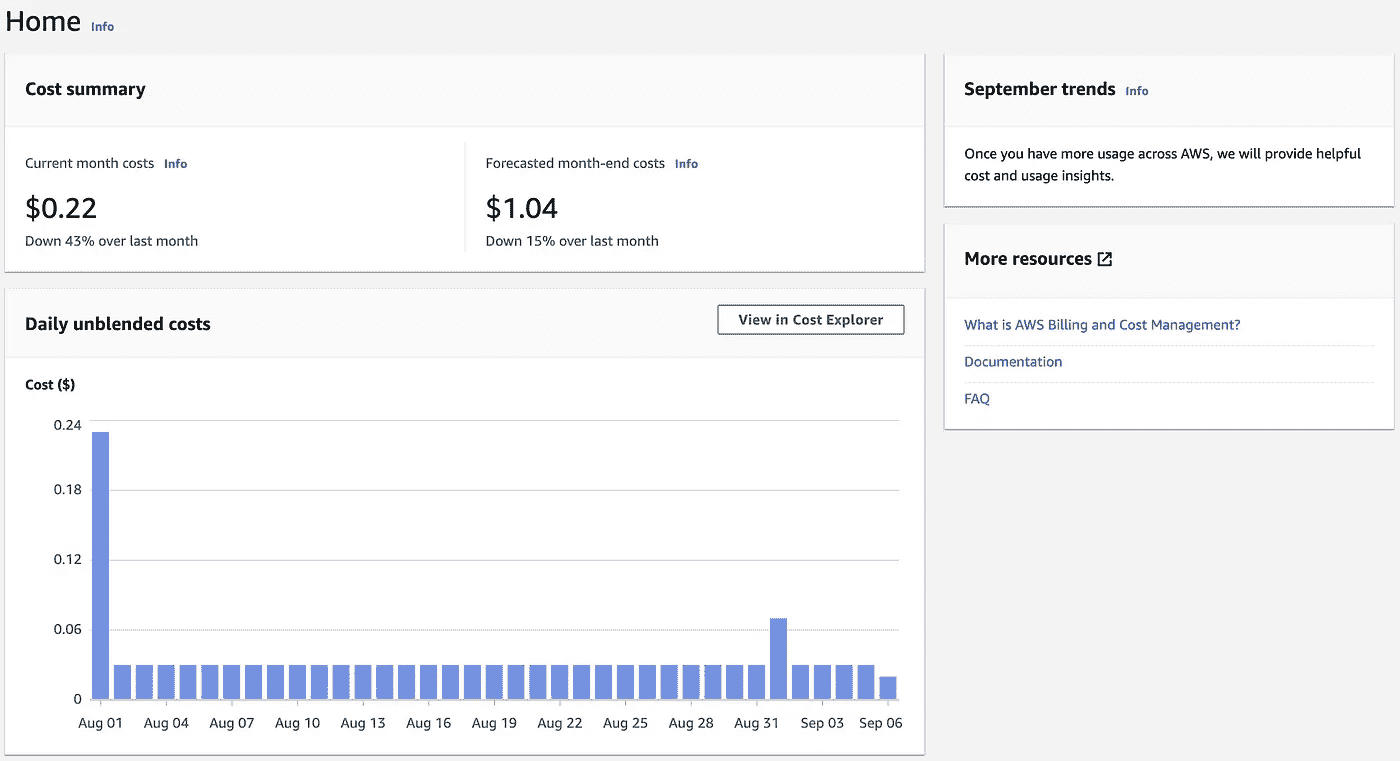 Home Info
Cost summary
Current month costs Info
$0.22
Down 43% over last month
Forecasted month-end costs Info
$1.04
Down 15% over last month
Daily unblended costs
View in Cost Explorer
Cost ($)
0.24
0.18
0.12
0.06
0
Aug 01 Aug 04 Aug 07 Aug 10 Aug 13 Aug 16 Aug 19 Aug 22 Aug 25 Aug 28 Aug 31 Sep 03 Sep 06
September trends Info
Once you have more usage across AWS, we will provide helpful
cost and usage insights.
More resources
What is AWS Billing and Cost Management?
Documentation
FAQ